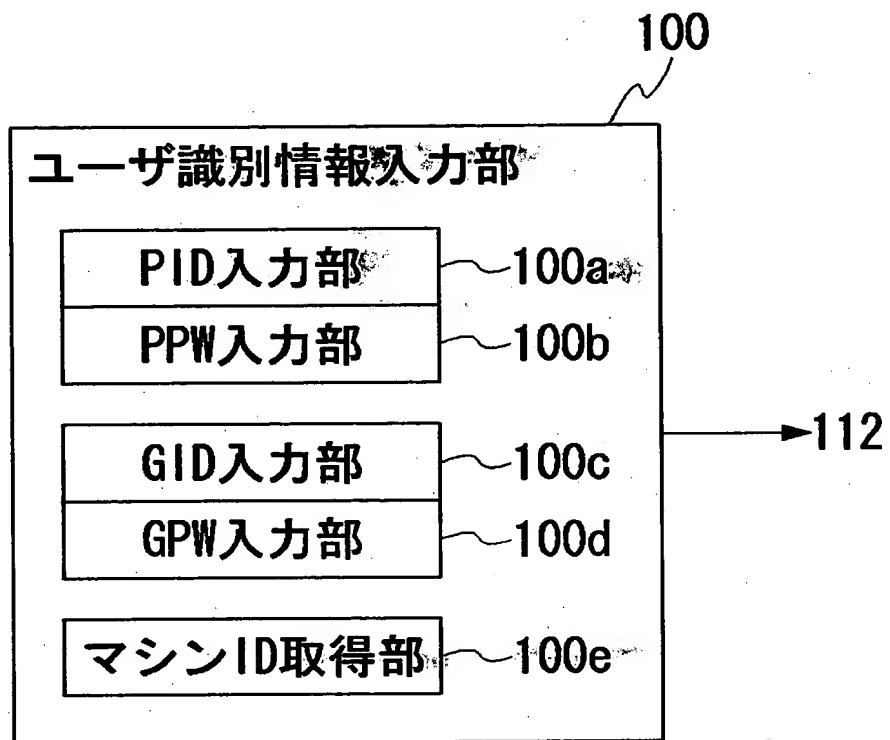 100
ユーザ識別情報入力部
PID入力部 100a
PPW入力部 100b
112
GID入力部 100c
GPW入力部 100d
マシンID取得部 100e